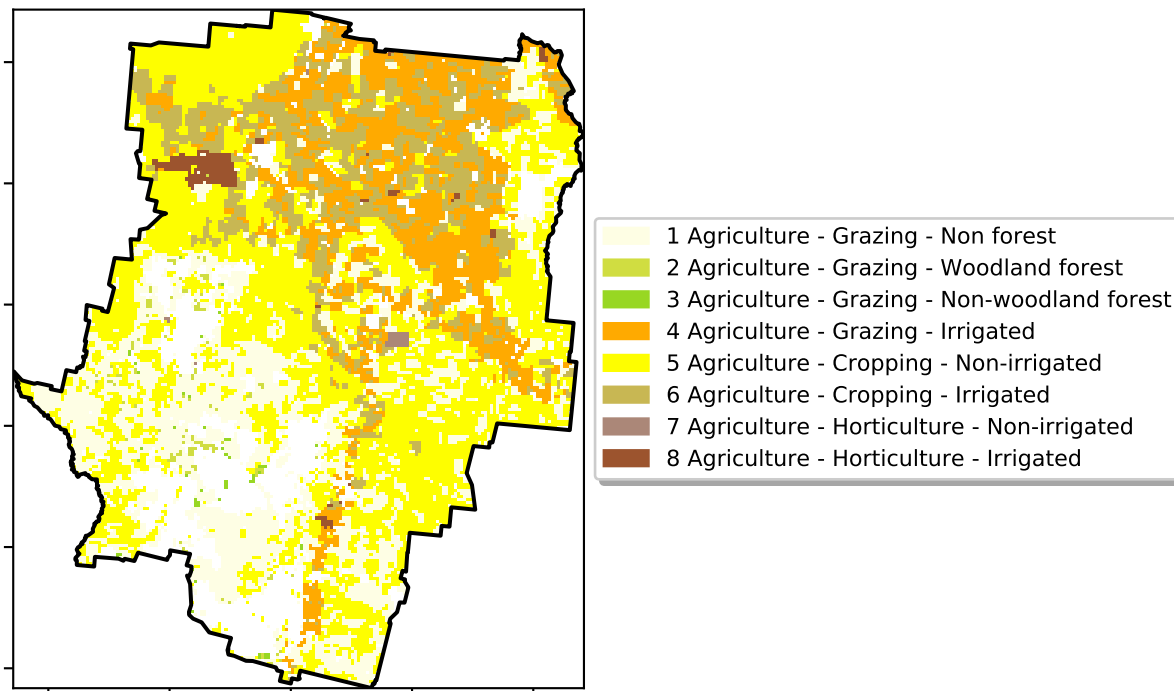 1 Agriculture - Grazing - Non forest
2 Agriculture - Grazing - Woodland forest
3 Agriculture - Grazing - Non-woodland forest
4 Agriculture - Grazing - Irrigated
5 Agriculture - Cropping - Non-irrigated
6 Agriculture - Cropping - Irrigated
7 Agriculture - Horticulture - Non-irrigated
8 Agriculture - Horticulture - Irrigated